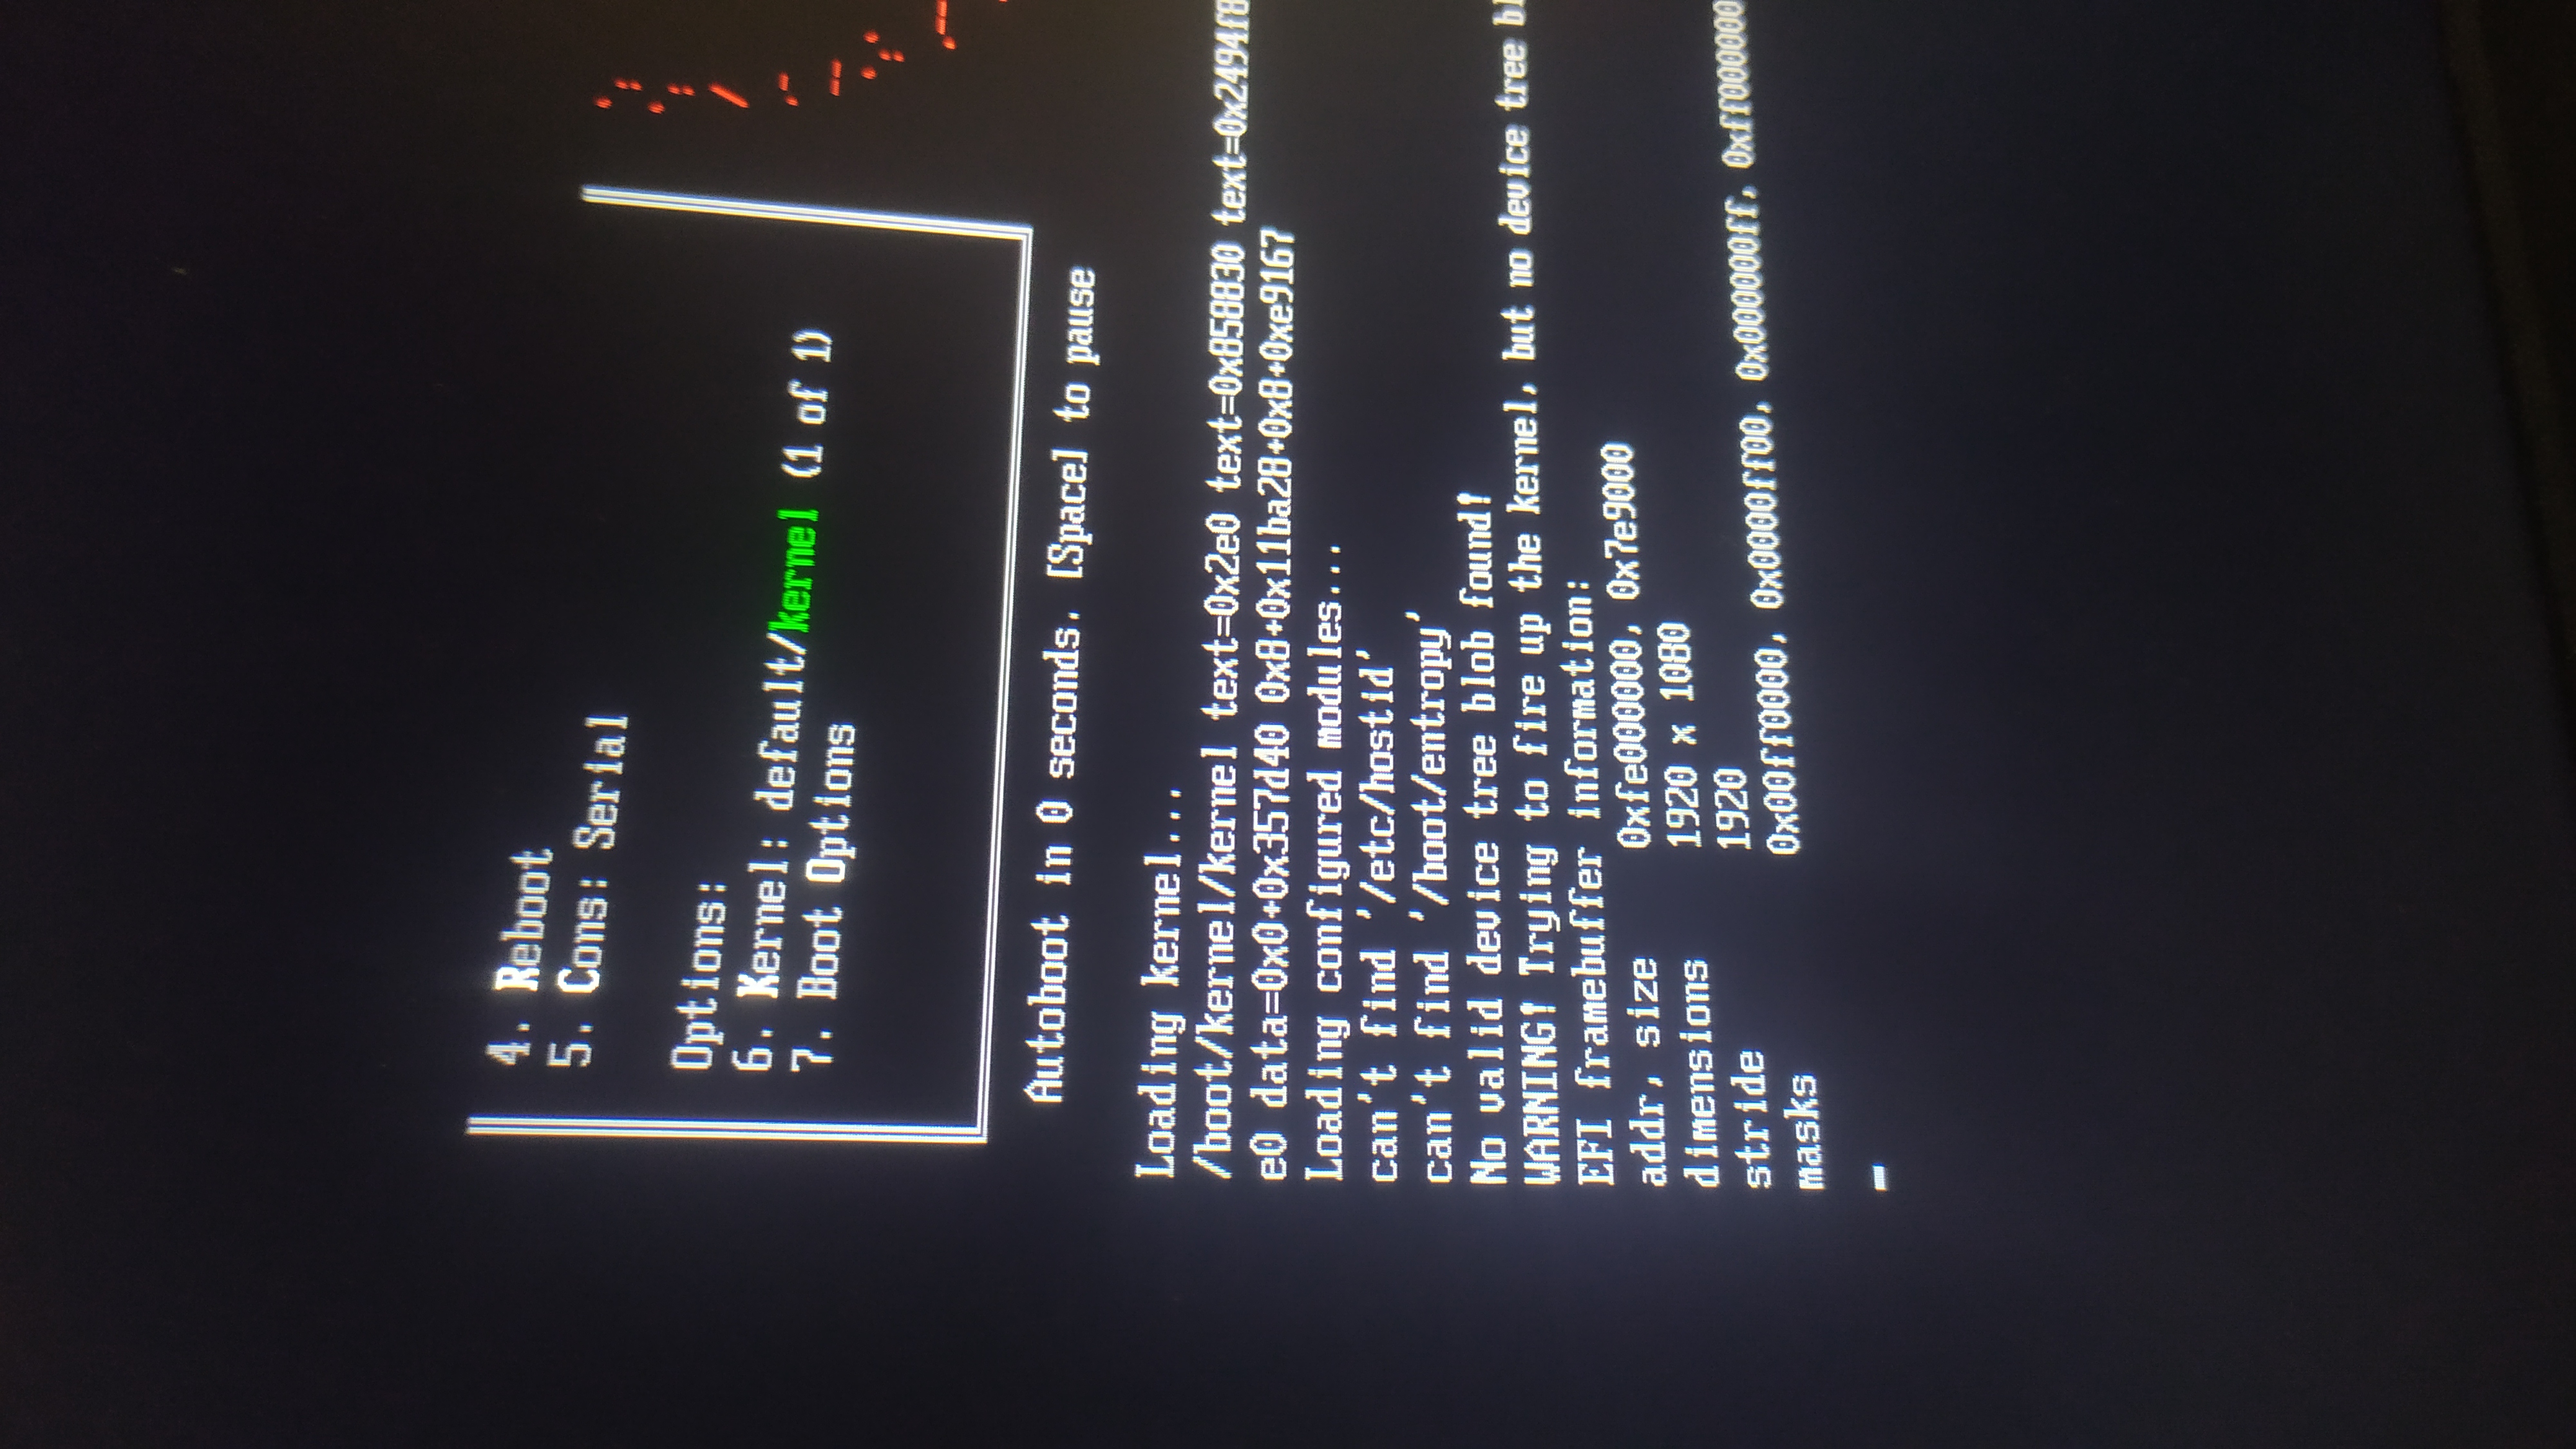 4. Reboot
5. Cons: Serial
Options:
6. Kernel: default/kernel (1 of 1)
7. Boot Options
Autoboot in 0 seconds. [Space] to pause
Loading kernel...
/boot/kernel/kernel text=0x2e0 text=0x858830 text=0x2494f8
e0 data=0x0+0x357d40 0x8+0x11ba28+0x8+0xe9167
Loading configured modules...
can't find '/etc/hostid'
can't find '/boot/entropy'
No valid device tree blob found!
WARNING! Trying to fire up the kernel, but no device tree bl
EFI framebuffer information:
addr, size 0xfe000000, 0x7e9000
dimensions 1920 x 1080
stride 1920
masks 0x00ff0000, 0x0000ff00, 0x000000ff, 0xff000000